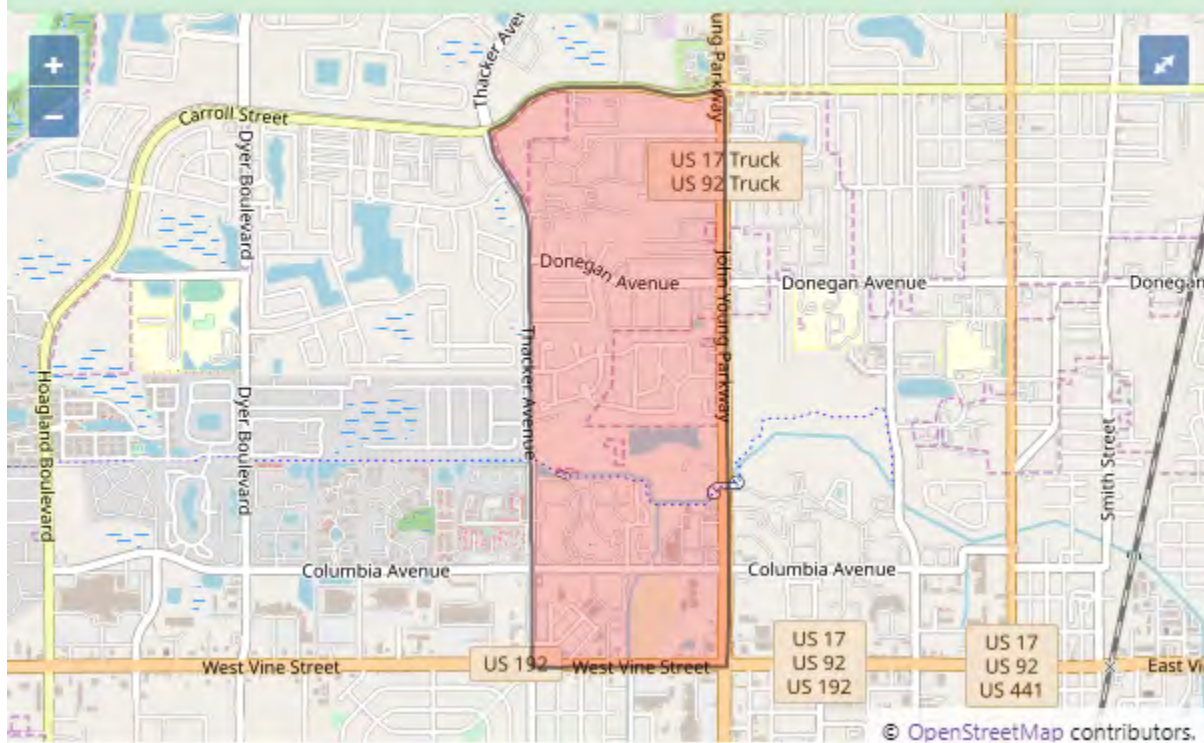 +
−
Thacker Ave
ung Parkway
Carroll Street
Dyer Boulevard
US 17 Truck
US 92 Truck
Donegan Avenue
John Young Parkway
Donegan Avenue
Donegan
Thacker Avenue
Hoagland Boulevard
Dyer Boulevard
Smith Street
Columbia Avenue
Columbia Avenue
West Vine Street
US 192
West Vine Street
US 17
US 92
US 192
US 17
US 92
US 441
East Vi
© OpenStreetMap contributors.